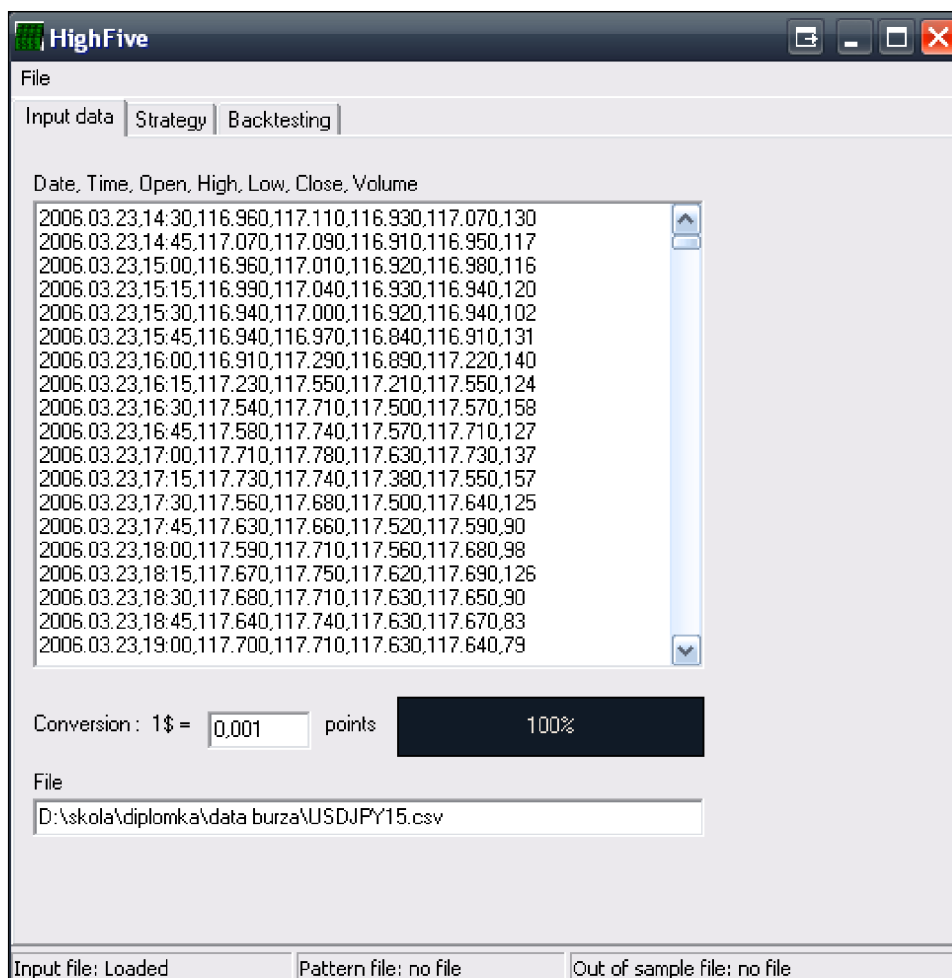 HighFive
File
Input data Strategy Backtesting
Date, Time, Open, High, Low, Close, Volume
2006.03.23,14:30,116.960,117.110,116.930,117.070,130
2006.03.23,14:45,117.070,117.090,116.910,116.950,117
2006.03.23,15:00,116.960,117.010,116.920,116.980,116
2006.03.23,15:15,116.990,117.040,116.930,116.940,120
2006.03.23,15:30,116.940,117.000,116.920,116.940,102
2006.03.23,15:45,116.940,116.970,116.840,116.910,131
2006.03.23,16:00,116.910,117.290,116.890,117.220,140
2006.03.23,16:15,117.230,117.550,117.210,117.550,124
2006.03.23,16:30,117.540,117.710,117.500,117.570,158
2006.03.23,16:45,117.580,117.740,117.570,117.710,127
2006.03.23,17:00,117.710,117.780,117.630,117.730,137
2006.03.23,17:15,117.730,117.740,117.380,117.550,157
2006.03.23,17:30,117.560,117.680,117.500,117.640,125
2006.03.23,17:45,117.630,117.660,117.520,117.590,90
2006.03.23,18:00,117.590,117.710,117.560,117.680,98
2006.03.23,18:15,117.670,117.750,117.620,117.690,126
2006.03.23,18:30,117.680,117.710,117.630,117.650,90
2006.03.23,18:45,117.640,117.740,117.630,117.670,83
2006.03.23,19:00,117.700,117.710,117.630,117.640,79
Conversion : 1$ = 0,001 points 100%
File
D:\skola\diplomka\data burza\USDJPY15.csv
Input file: Loaded Pattern file: no file Out of sample file: no file